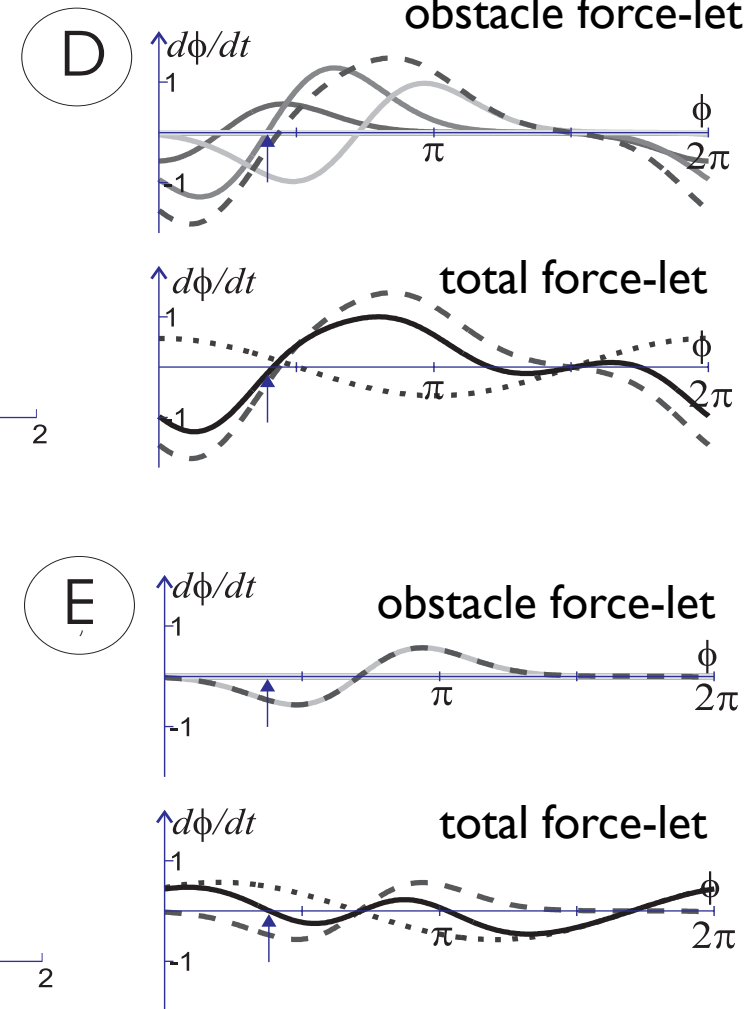 obstacle force-let
D
dϕ/dt
1
ϕ
π
2π
-1
total force-let
dϕ/dt
1
ϕ
π
2π
-1
2
E
obstacle force-let
dϕ/dt
1
ϕ
π
2π
-1
total force-let
dϕ/dt
1
ϕ
π
2π
-1
2